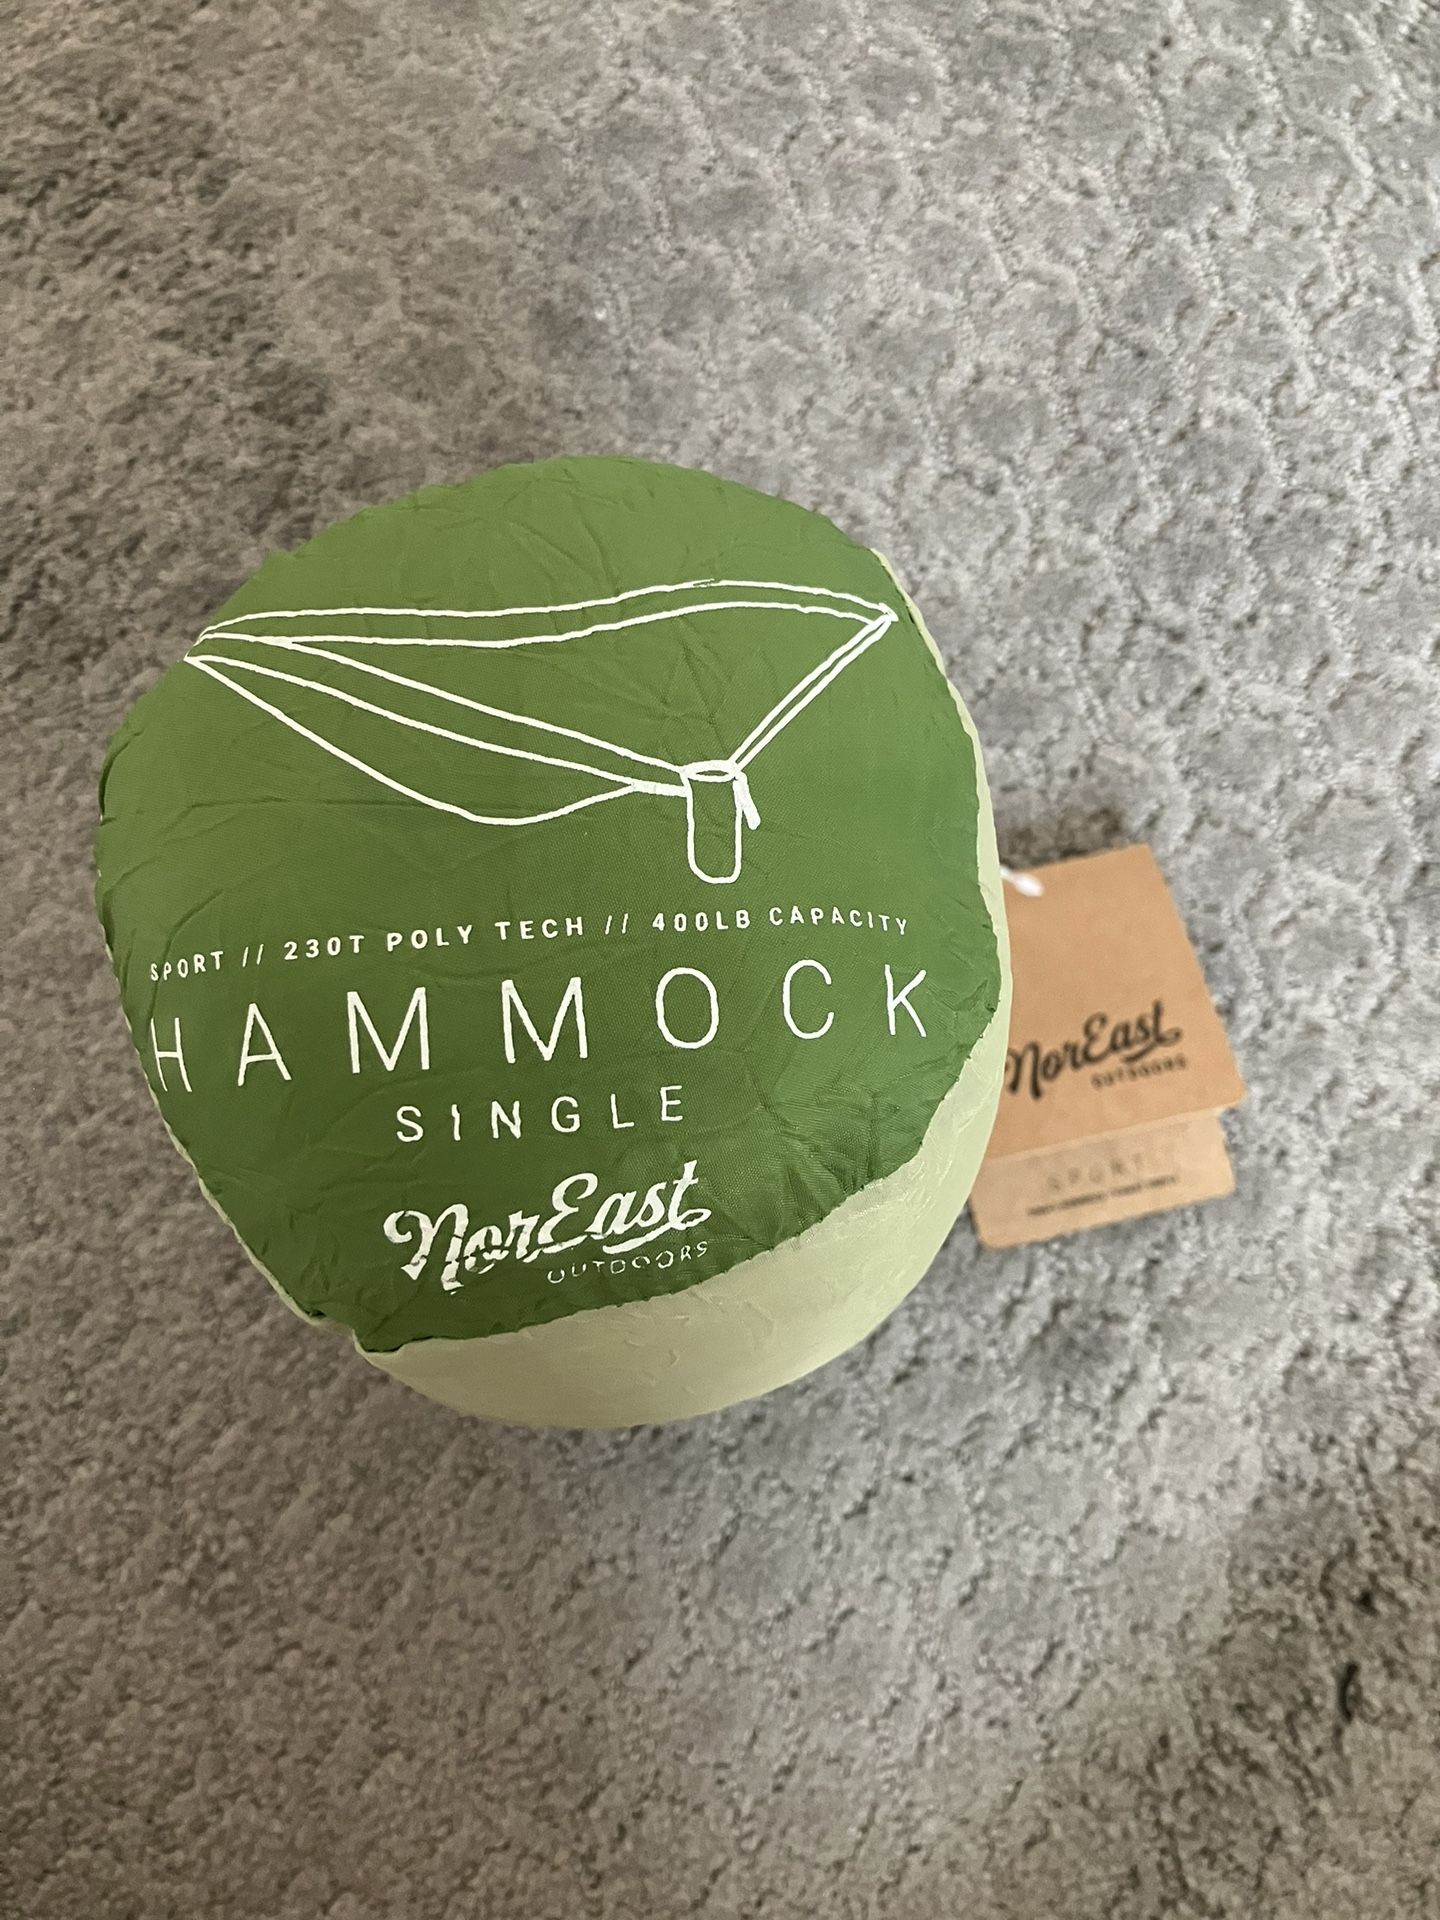 SPORT // 230T POLY TECH // 400LB CAPACITY
HAMMOCK
SINGLE
NorEast
OUTDOORS
NorEast
OUTDOORS
SPORT